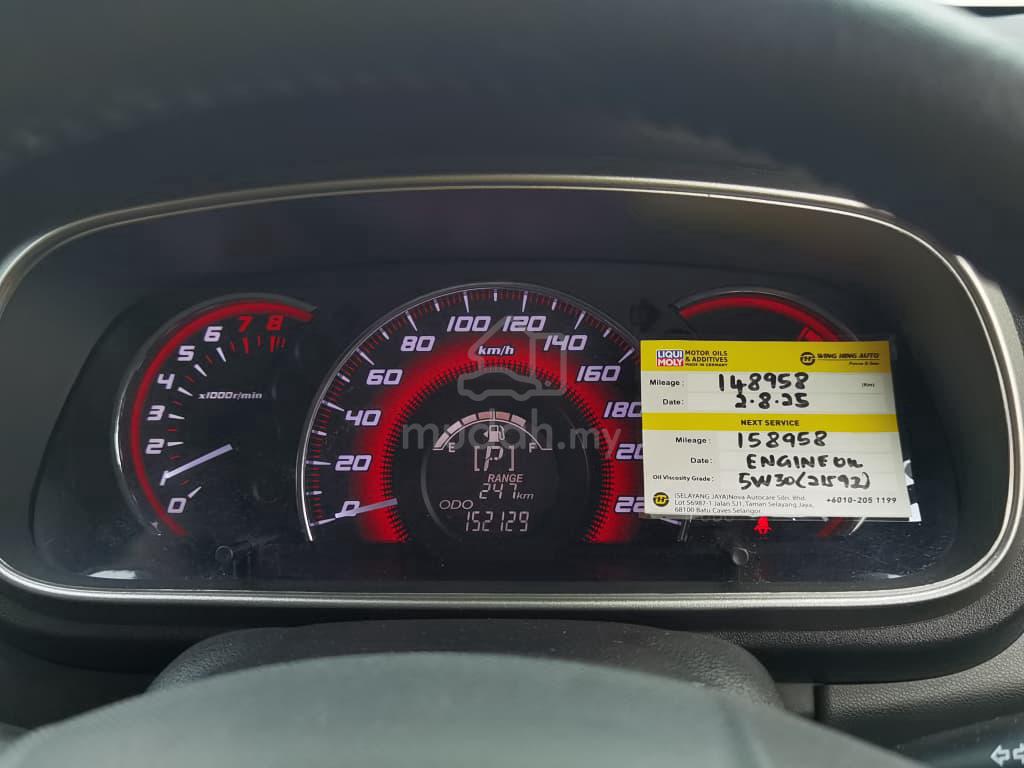 0
2
3
4
5
6
7
8
x1000r/min
0
20
40
60
80
100
120
140
160
180
km/h
E
F
[P]
RANGE
247km
ODO
152129
mudah.my
LIQUI MOLY
MOTOR OILS & ADDITIVES
MADE IN GERMANY
WING HING AUTO
Mileage : 148958 (Km)
Date : 2.8.25
NEXT SERVICE
Mileage : 158958
Date : ENGINE OIL
Oil Viscosity Grade : 5W30(21592)
(SELAYANG JAYA)Nova Autocare Sdn. Bhd.
Lot 56987-1 Jalan SJ1, Taman Selayang Jaya,
68100 Batu Caves Selangor.
+6010-205 1199